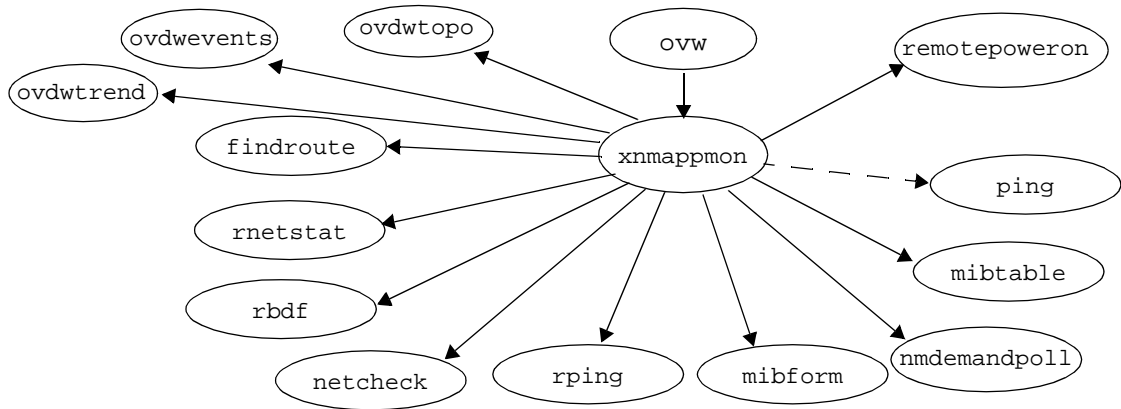 ovdwtopo
ovdwevents
ovw
remotepoweron
ovdwtrend
findroute
xnmappmon
ping
rnetstat
mibtable
rbdf
nmdemandpoll
netcheck
rping
mibform